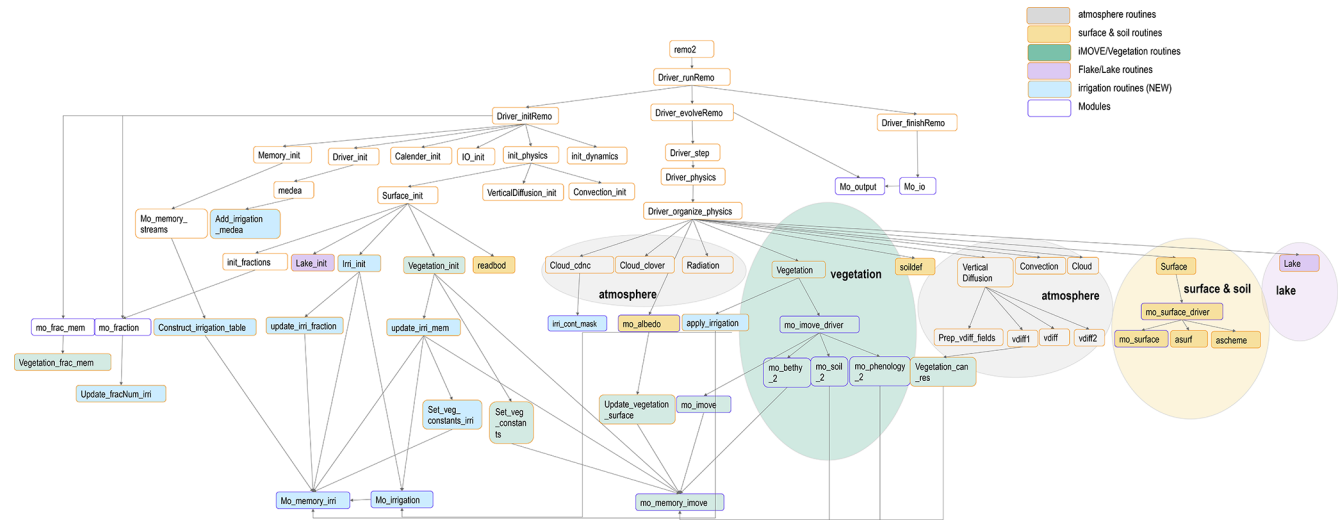 atmosphere routines
surface & soil routines
iMOVE/Vegetation routines
Flake/Lake routines
irrigation routines (NEW)
Modules
remo2
Driver_runRemo
Driver_initRemo
Driver_evolveRemo
Driver_finishRemo
Memory_init
Driver_init
Calender_init
IO_init
init_physics
init_dynamics
Driver_step
Driver_physics
Mo_output
Mo_io
medea
Surface_init
VerticalDiffusion_init
Convection_init
Mo_memory_
streams
Add_irrigation
_medea
Driver_organize_physics
init_fractions
Lake_init
Irri_init
Vegetation_init
readbod
Cloud_cdnc
Cloud_clover
Radiation
atmosphere
Vegetation
vegetation
soildef
Vertical
Diffusion
Convection
Cloud
atmosphere
Surface
surface & soil
Lake
lake
mo_frac_mem
mo_fraction
Construct_irrigation_table
update_irri_fraction
update_irri_mem
irri_cont_mask
mo_albedo
apply_irrigation
mo_imove_driver
Prep_vdiff_fields
vdiff1
vdiff
vdiff2
mo_surface_driver
mo_surface
asurf
ascheme
Vegetation_frac_mem
Update_fracNum_irri
mo_bethy
_2
mo_soil
_2
mo_phenology
_2
Vegetation_can
_res
Set_veg_
constants_irri
Set_veg
_constan
ts
Update_vegetation
_surface
mo_imove
Mo_memory_irri
Mo_irrigation
mo_memory_imove